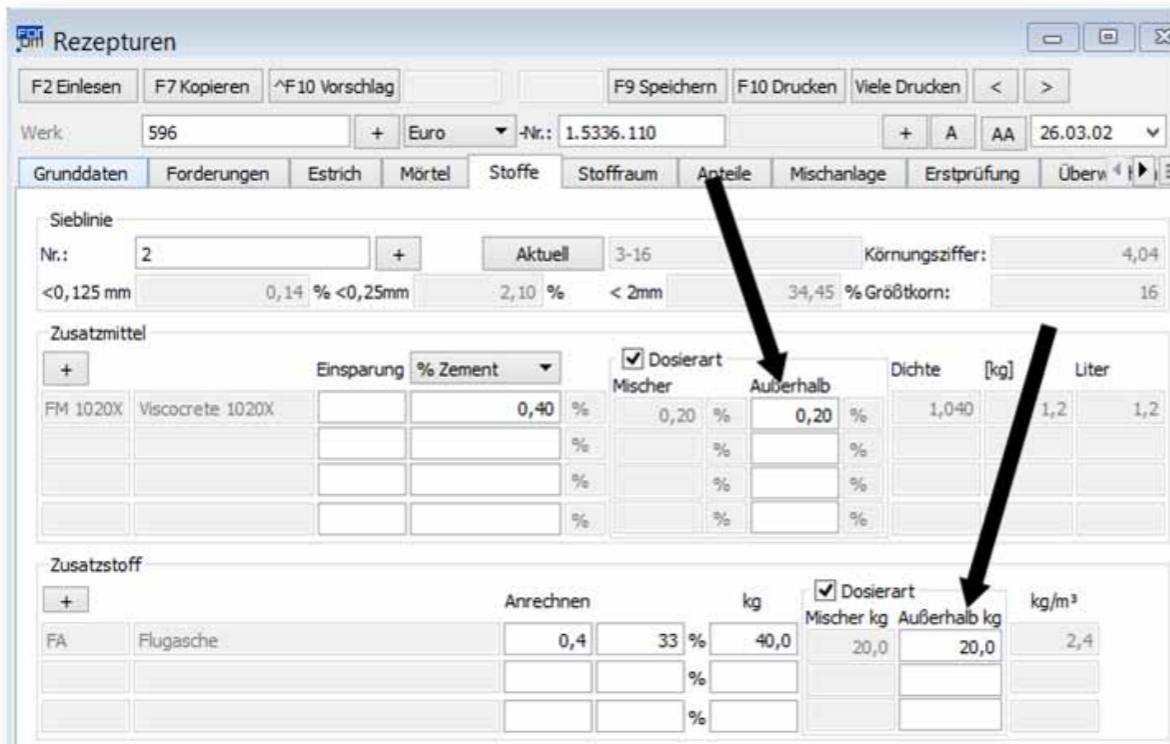 Rezepturen
F2 Einlesen F7 Kopieren ^F10 Vorschlag F9 Speichern F10 Drucken Viele Drucken < >
Werk 596 + Euro -Nr.: 1.5336.110 + A AA 26.03.02
Grunddaten Forderungen Estrich Mörtel Stoffe Stoffraum Anteile Mischanlage Erstprüfung
Sieblinie
Nr.: 2 + Aktuell 3-16 Körnungsziffer: 4,04
<0,125 mm 0,14 % <0,25mm 2,10 % < 2mm 34,45 % Größtkorn: 16
Zusatzmittel
+ Einsparung % Zement Dosierart Dichte [kg] Liter
Mischer Außerhalb
FM 1020X Viscocrete 1020X 0,40 % 0,20 % 0,20 % 1,040 1,2 1,2
% % %
% % %
% % %
Zusatzstoff
+ Anrechnen kg Dosierart kg/m³
Mischer kg Außerhalb kg
FA Flugasche 0,4 33 % 40,0 20,0 20,0 2,4
%
%